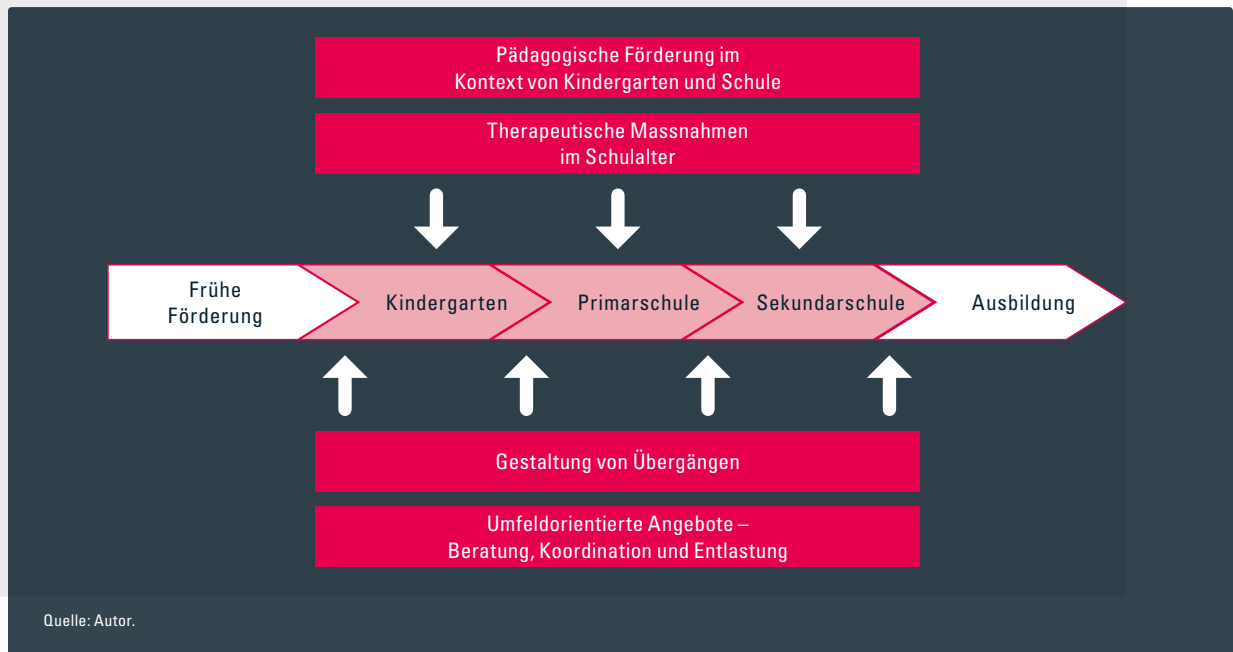 Pädagogische Förderung im
Kontext von Kindergarten und Schule
Therapeutische Massnahmen
im Schulalter
Frühe
Förderung
Kindergarten
Primarschule
Sekundarschule
Ausbildung
Gestaltung von Übergängen
Umfeldorientierte Angebote –
Beratung, Koordination und Entlastung
Quelle: Autor.